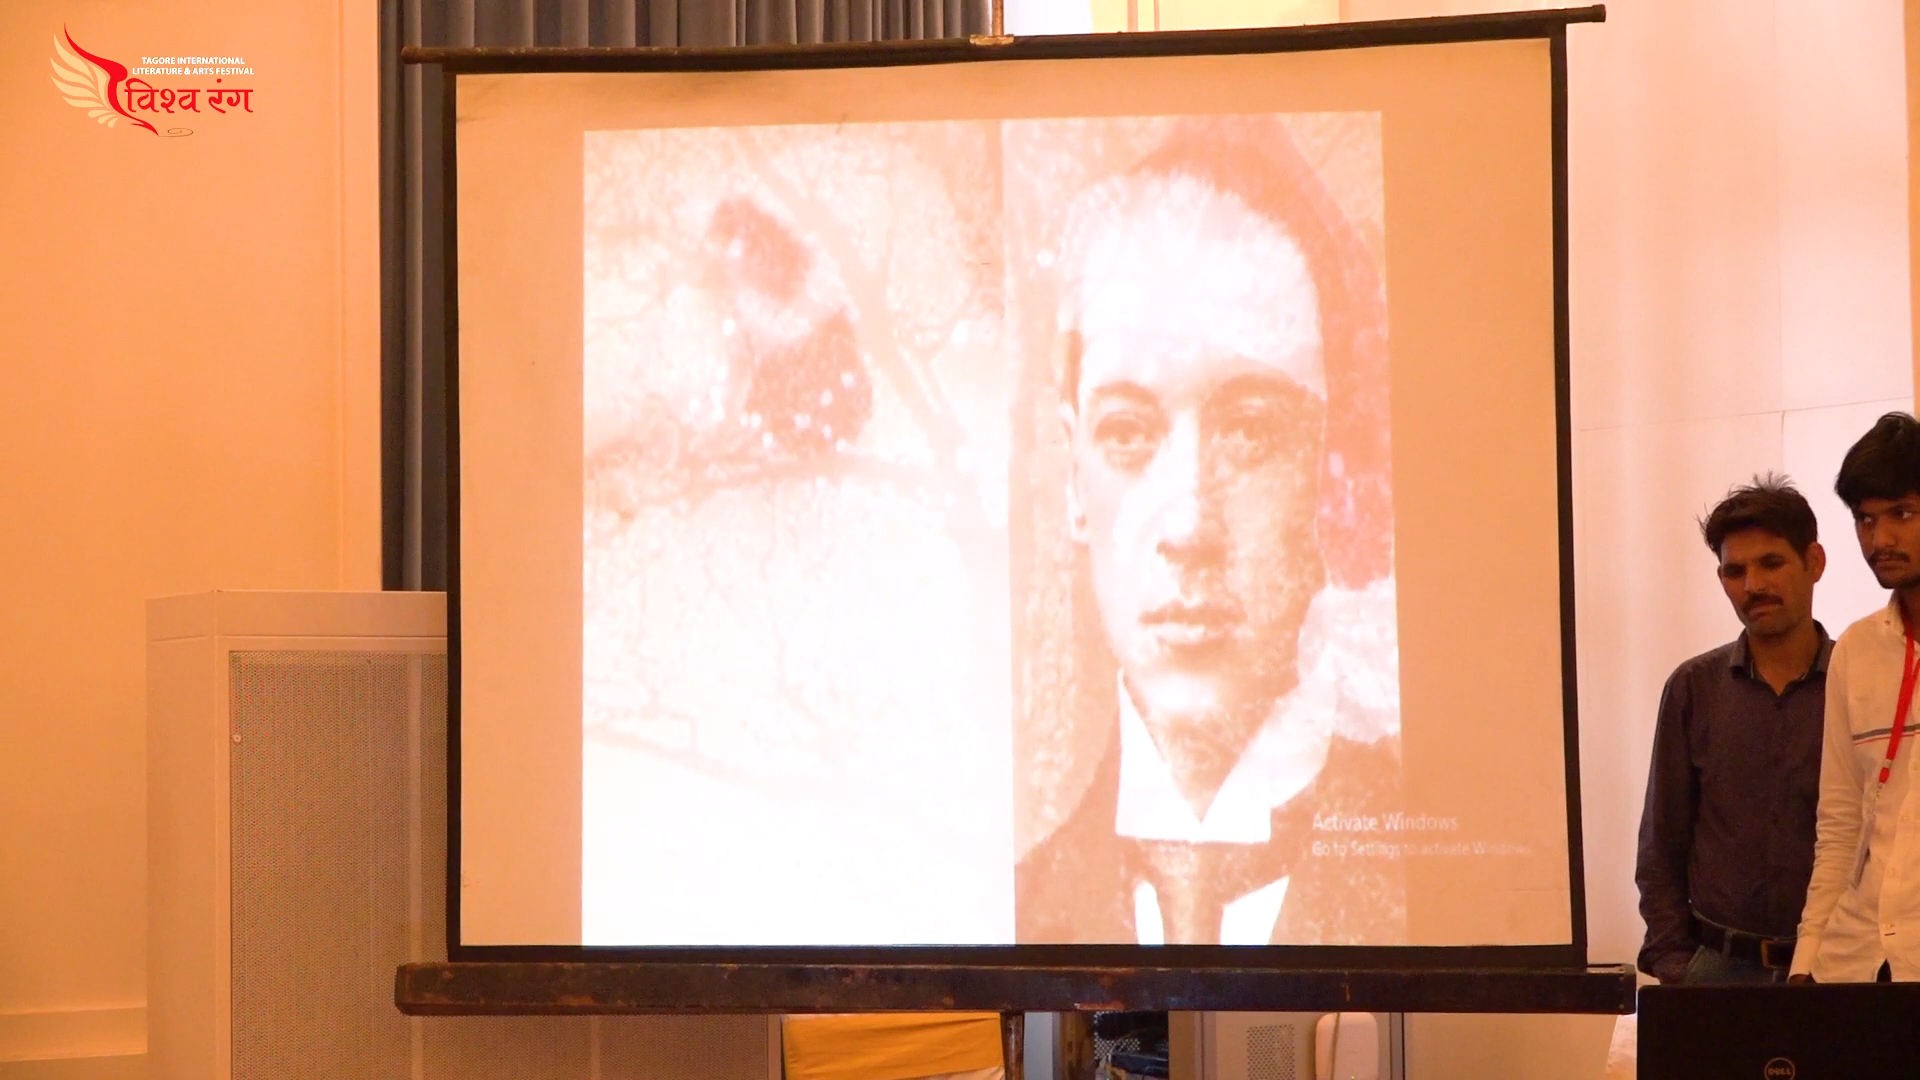 TAGORE INTERNATIONAL
LITERATURE & ARTS FESTIVAL
विश्व रंग
Activate Windows
Go to Settings to activate Windows.
DELL